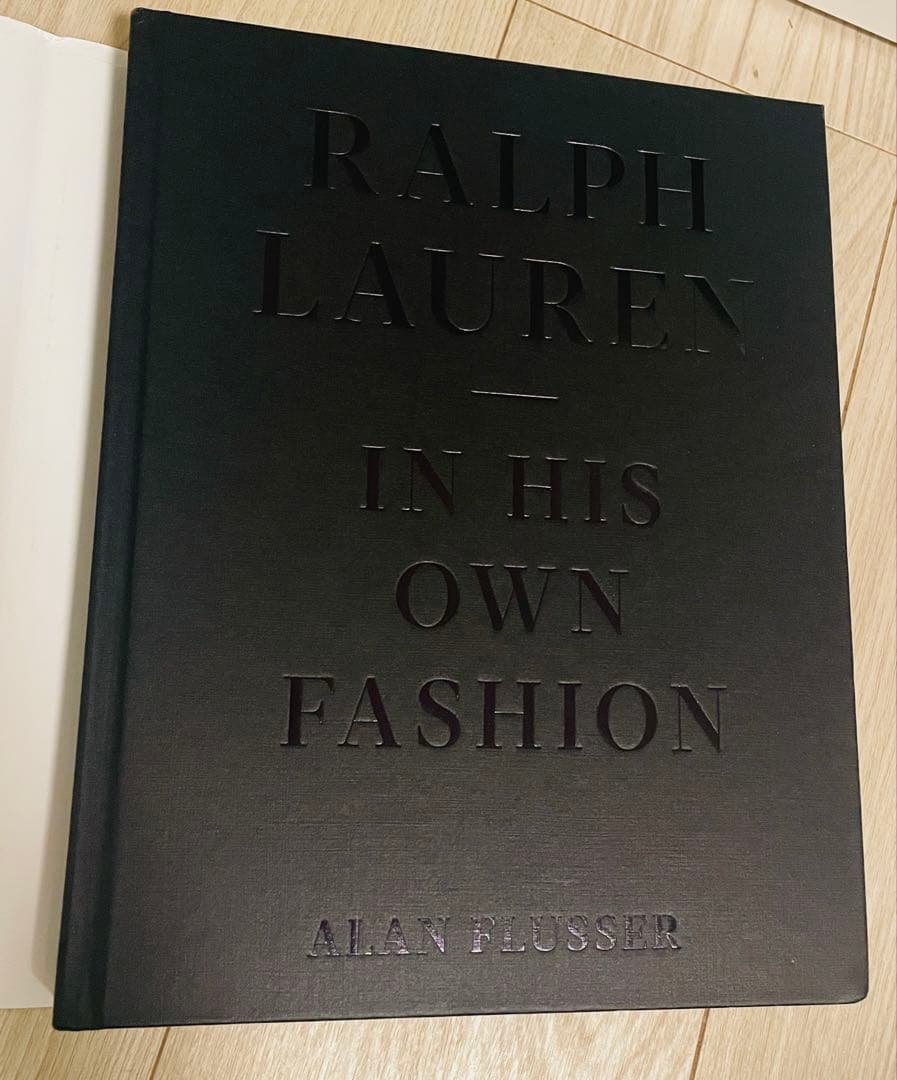 RALPH
LAUREN
IN HIS
OWN
FASHION
ALAN FLUSSER